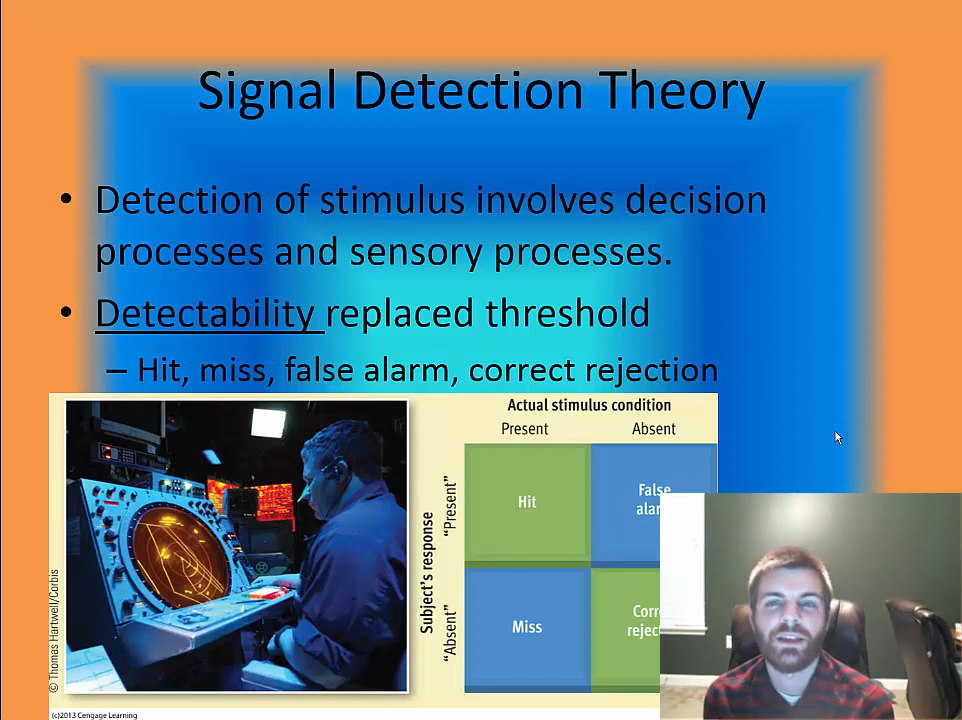 Signal Detection Theory
• Detection of stimulus involves decision
processes and sensory processes.
• Detectability replaced threshold
– Hit, miss, false alarm, correct rejection
Actual stimulus condition
Present Absent
Subject's response
"Present"
Hit
False
"Absent"
Miss
© Thomas Hartwell/Corbis
(c)2013 Cengage Learning